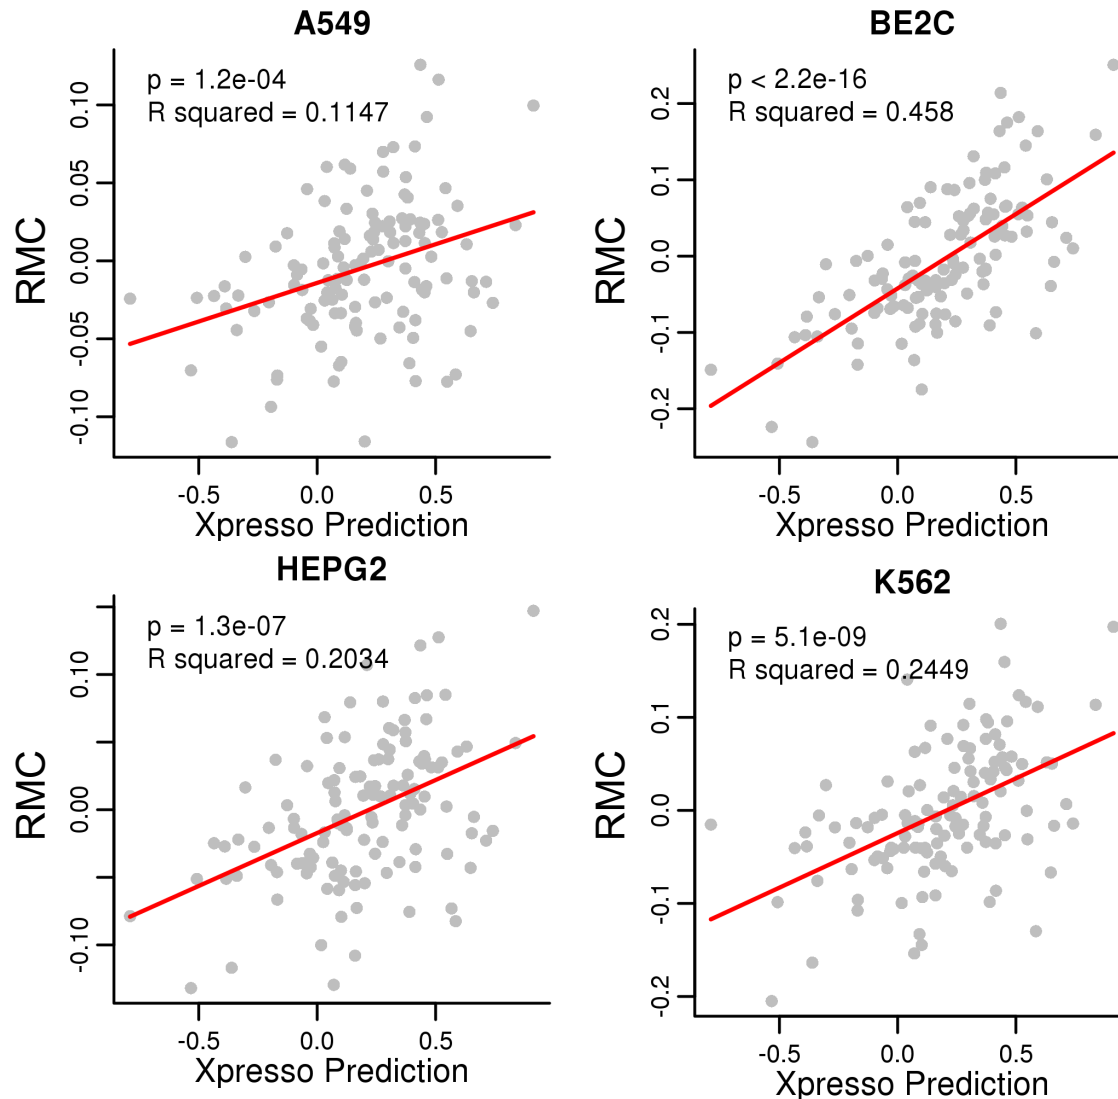 A549
p = 1.2e-04
R squared = 0.1147
0.10
0.05
0.00
-0.05
-0.10
RMC
-0.5 0.0 0.5
Xpresso Prediction
BE2C
p < 2.2e-16
R squared = 0.458
0.2
0.1
0.0
-0.1
-0.2
RMC
-0.5 0.0 0.5
Xpresso Prediction
HEPG2
p = 1.3e-07
R squared = 0.2034
0.10
0.00
-0.10
RMC
-0.5 0.0 0.5
Xpresso Prediction
K562
p = 5.1e-09
R squared = 0.2449
0.2
0.1
0.0
-0.1
-0.2
RMC
-0.5 0.0 0.5
Xpresso Prediction